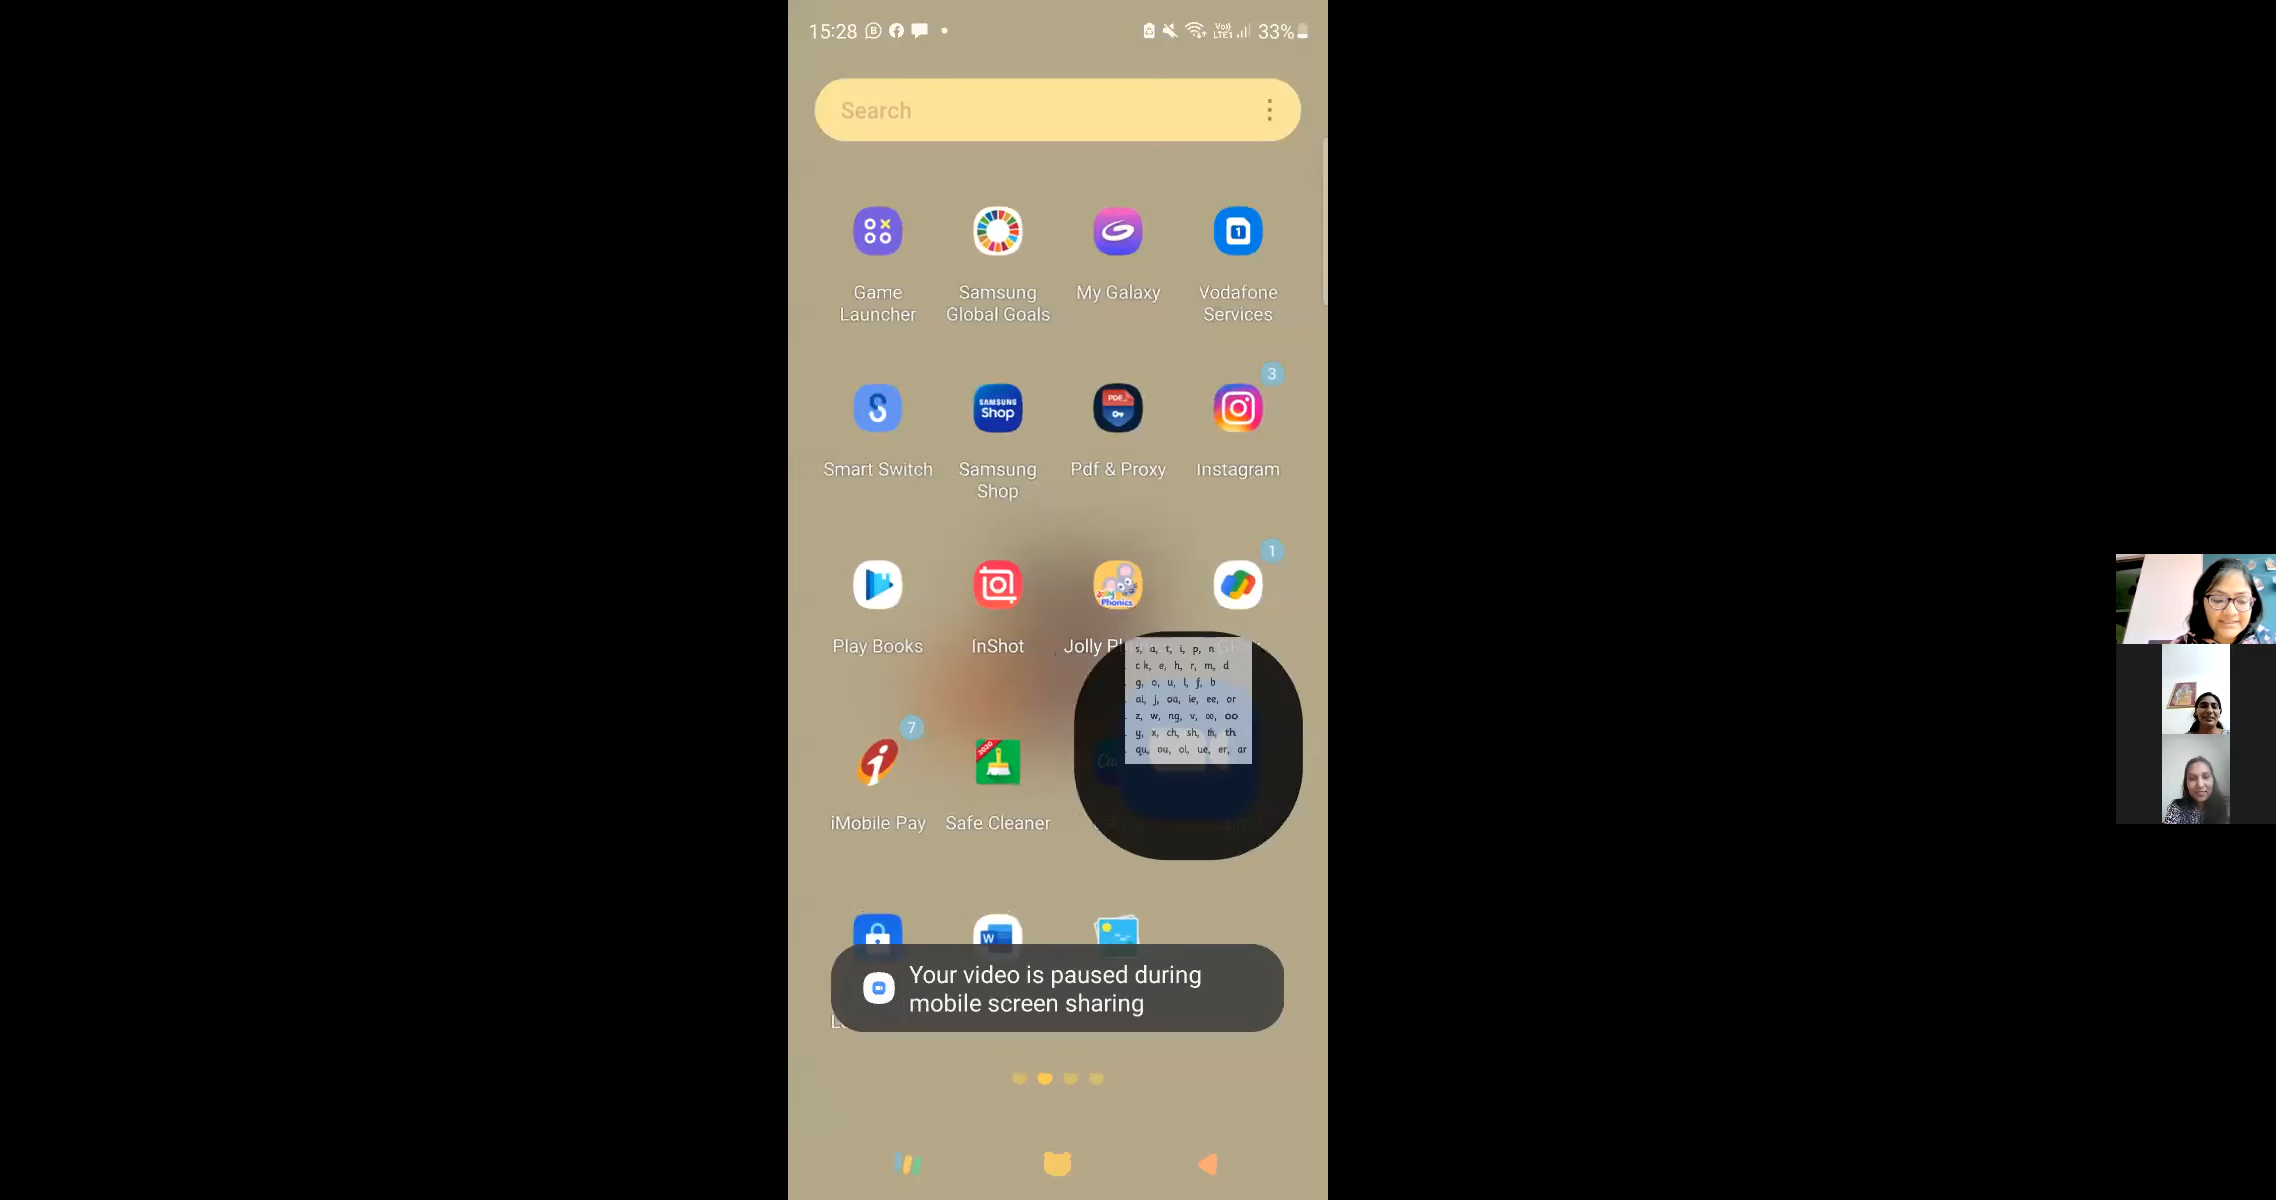 15:28
33%
Search
Game Launcher
Samsung Global Goals
My Galaxy
Vodafone Services
3
SAMSUNG Shop
PDF
Smart Switch
Samsung Shop
Pdf & Proxy
Instagram
1
Jolly Phonics
Play Books
InShot
Jolly
s, a, t, i, p, n
ck, e, h, r, m, d
g, o, u, l, f, b
ai, j, oa, ie, ee, or
z, w, ng, v, oo, oo
y, x, ch, sh, th, th
qu, ou, oi, ue, er, ar
7
2020
iMobile Pay
Safe Cleaner
W
Your video is paused during
mobile screen sharing